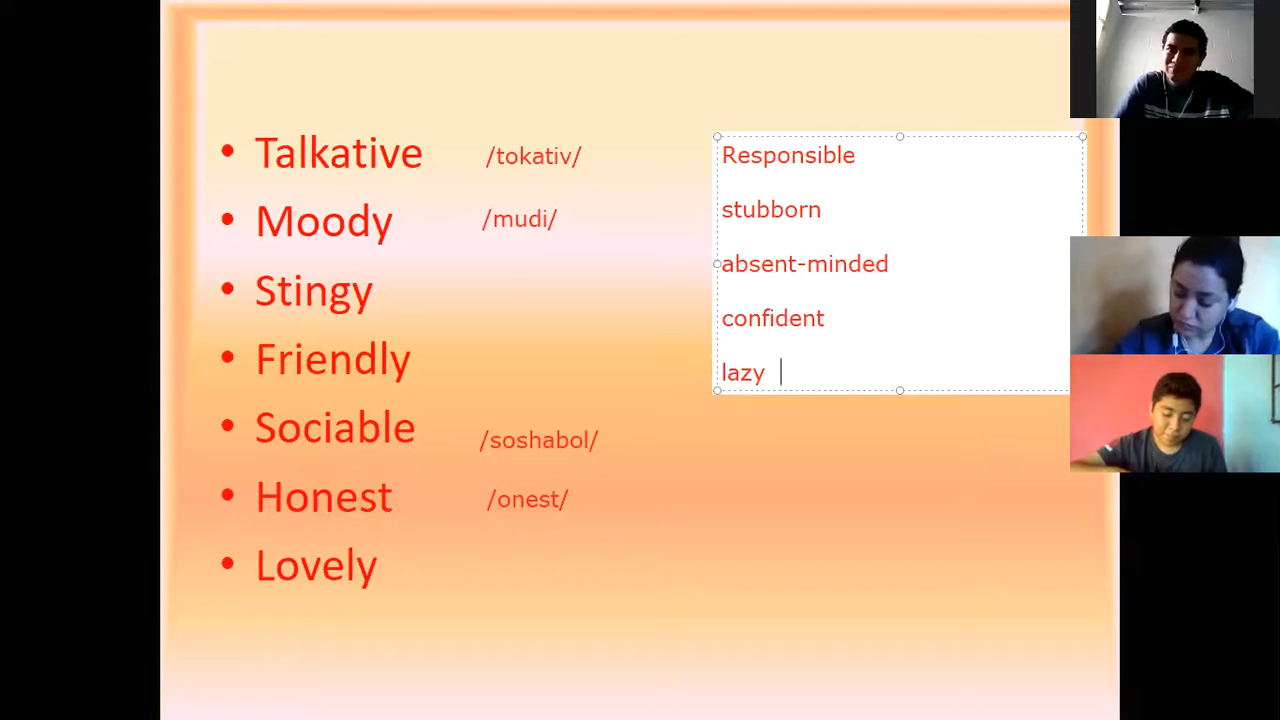 • Talkative /tokativ/
• Moody /mudi/
• Stingy
• Friendly
• Sociable /soshabol/
• Honest /onest/
• Lovely
Responsible
stubborn
absent-minded
confident
lazy